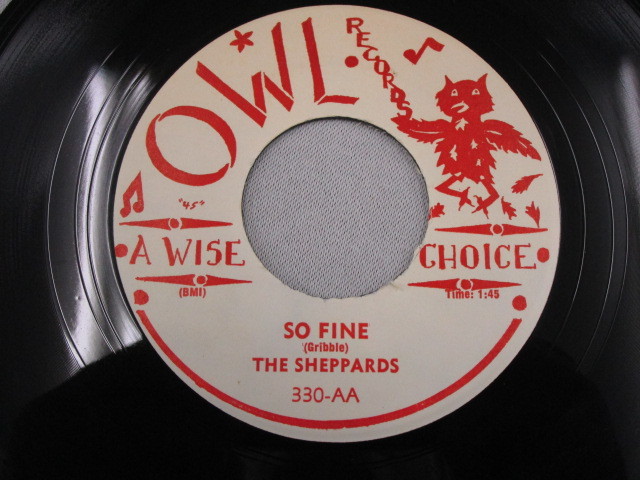 OWL
RECORDS
"45"
A WISE CHOICE
(BMI) Time: 1:45
SO FINE
(Gribble)
THE SHEPPARDS
330-AA